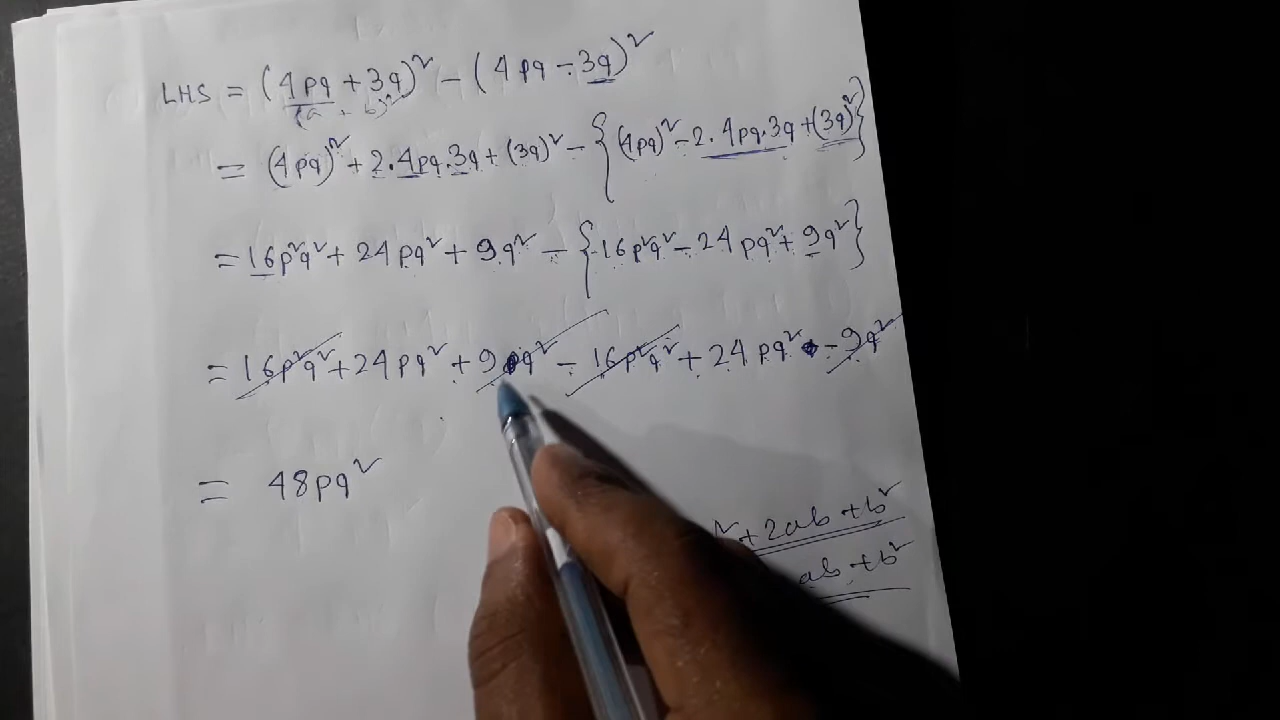 LHS = (4pq + 3q)² - (4pq - 3q)²
(a + b)²
= (4pq)² + 2.4pq.3q + (3q)² - {(4pq)² - 2.4pq.3q + (3q)²}
= 16p²q² + 24pq² + 9q² - {16p²q² - 24pq² + 9q²}
= 16p²q² + 24pq² + 9q² - 16p²q² + 24pq² - 9q²
= 48pq²
² + 2ab + b²
ab + b²